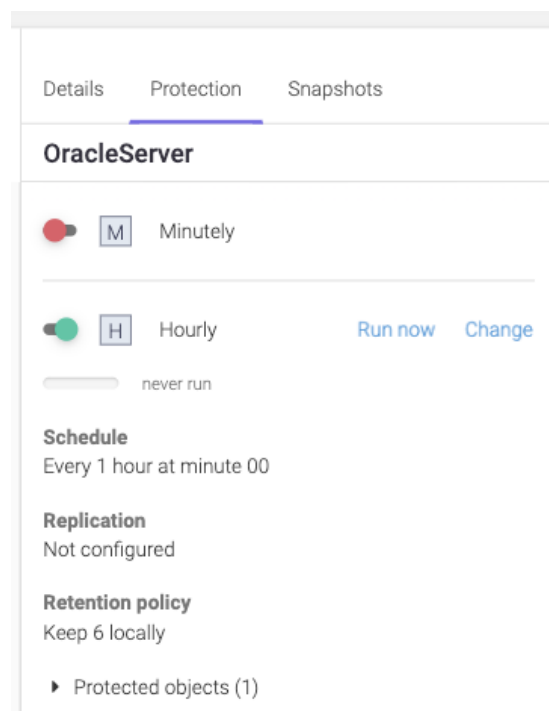 Details Protection Snapshots
OracleServer
M Minutely
H Hourly Run now Change
never run
Schedule
Every 1 hour at minute 00
Replication
Not configured
Retention policy
Keep 6 locally
Protected objects (1)